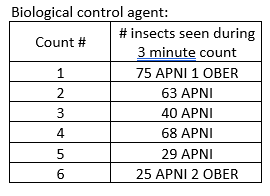 Biological control agent:
Count # | # insects seen during 3 minute count
1 | 75 APNI 1 OBER
2 | 63 APNI
3 | 40 APNI
4 | 68 APNI
5 | 29 APNI
6 | 25 APNI 2 OBER